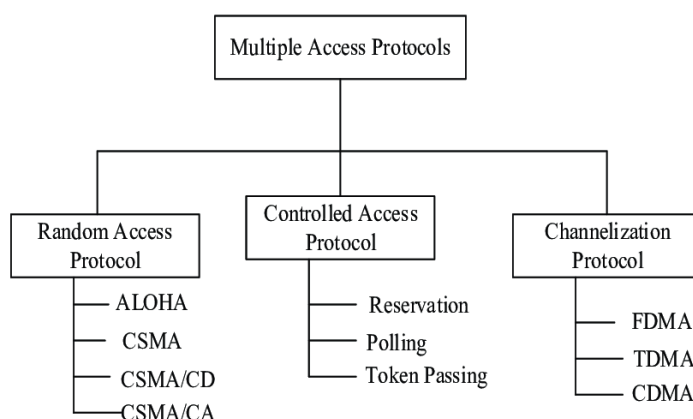 Multiple Access Protocols
Random Access
Protocol
ALOHA
CSMA
CSMA/CD
CSMA/CA
Controlled Access
Protocol
Reservation
Polling
Token Passing
Channelization
Protocol
FDMA
TDMA
CDMA